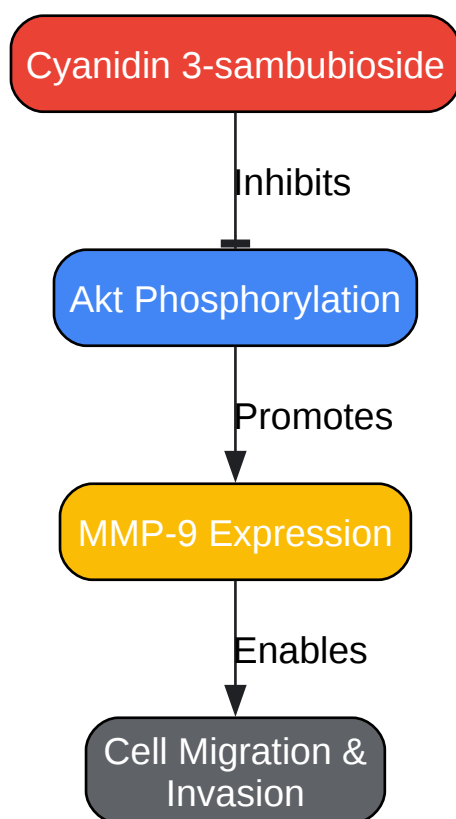 Cyanidin 3-sambubioside
Inhibits
Akt Phosphorylation
Promotes
MMP-9 Expression
Enables
Cell Migration &
Invasion